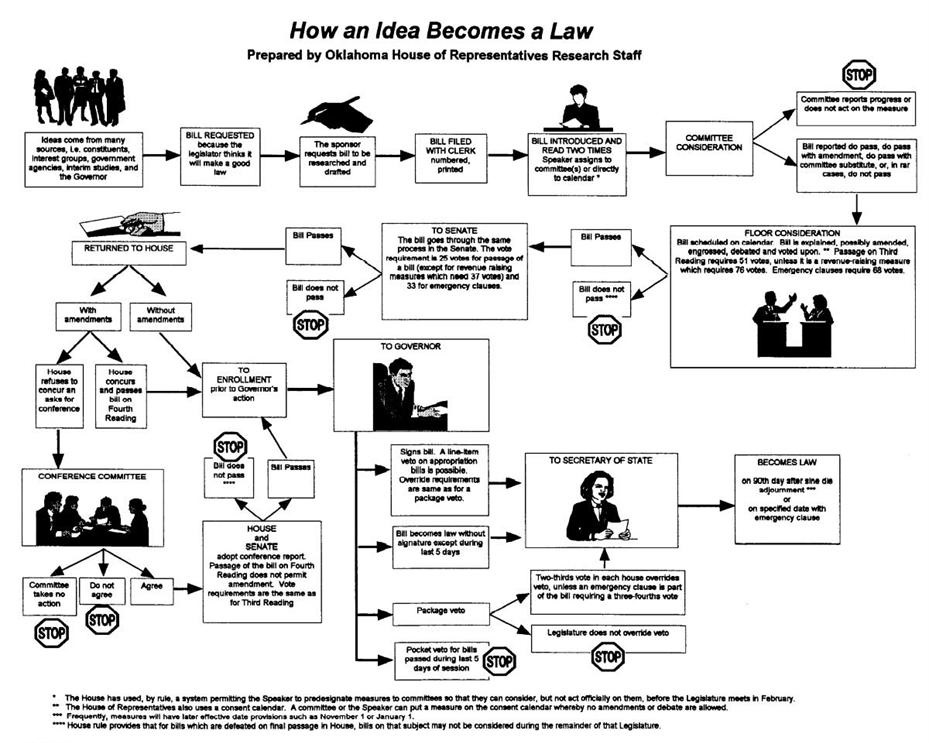 How an Idea Becomes a Law
Prepared by Oklahoma House of Representatives Research Staff
Ideas come from many
sources, i.e. constituents,
interest groups, government
agencies, interim studies, and
the Governor
BILL REQUESTED
because the
legislator thinks it
will make a good
law
The sponsor
requests bill to be
researched and
drafted
BILL FILED
WITH CLERK
numbered,
printed
BILL INTRODUCED AND
READ TWO TIMES
Speaker assigns to
committee(s) or directly
to calendar *
COMMITTEE
CONSIDERATION
STOP
Committee reports progress or
does not act on the measure
Bill reported do pass, do pass
with amendment, do pass with
committee substitute, or, in rar
cases, do not pass
FLOOR CONSIDERATION
Bill scheduled on calendar. Bill is explained, possibly amended,
engrossed, debated and voted upon. ** Passage on Third
Reading requires 51 votes, unless it is a revenue-raising measure
which requires 76 votes. Emergency clauses require 68 votes.
Bill Passes
Bill does not
pass ****
STOP
TO SENATE
The bill goes through the same
process in the Senate. The vote
requirement is 25 votes for passage of
a bill (except for revenue raising
measures which need 37 votes) and
33 for emergency clauses.
Bill Passes
Bill does not
pass
STOP
RETURNED TO HOUSE
With
amendments
Without
amendments
House
refuses to
concur an
asks for
conference
House
concurs
and passes
bill on
Fourth
Reading
TO
ENROLLMENT
prior to Governor's
action
TO GOVERNOR
STOP
Bill does
not pass
****
Bill Passes
CONFERENCE COMMITTEE
HOUSE
and
SENATE
adopt conference report.
Passage of the bill on Fourth
Reading does not permit
amendment. Vote
requirements are the same as
for Third Reading
Committee
takes no
action
STOP
Do not
agree
STOP
Agree
Signs bill. A line-item
veto on appropriation
bills is possible.
Override requirements
are same as for a
package veto.
Bill becomes law without
signature except during
last 5 days
Package veto
Pocket veto for bills
passed during last 5
days of session
STOP
TO SECRETARY OF STATE
BECOMES LAW
on 90th day after sine die
adjournment ***
or
on specified date with
emergency clause
Two-thirds vote in each house overrides
veto, unless an emergency clause is part
of the bill requiring a three-fourths vote
Legislature does not override veto
STOP
* The House has used, by rule, a system permitting the Speaker to predesignate measures to committees so that they can consider, but not act officially on them, before the Legislature meets in February.
** The House of Representatives also uses a consent calendar. A committee or the Speaker can put a measure on the consent calendar whereby no amendments or debate are allowed.
*** Frequently, measures will have later effective date provisions such as November 1 or January 1.
**** House rule provides that for bills which are defeated on final passage in House, bills on that subject may not be considered during the remainder of that Legislature.